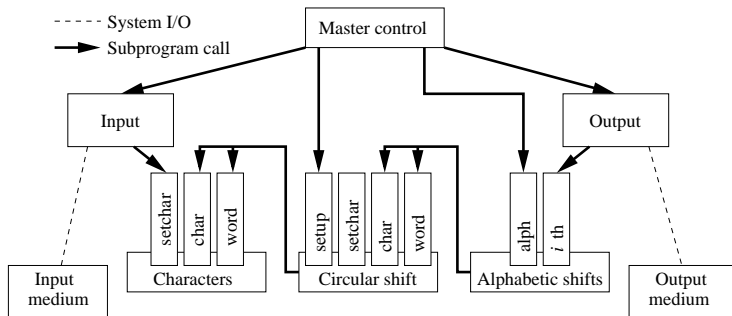 System I/O
Subprogram call
Master control
Input
Output
setchar
char
word
setup
setchar
char
word
alph
i th
Characters
Circular shift
Alphabetic shifts
Input
medium
Output
medium